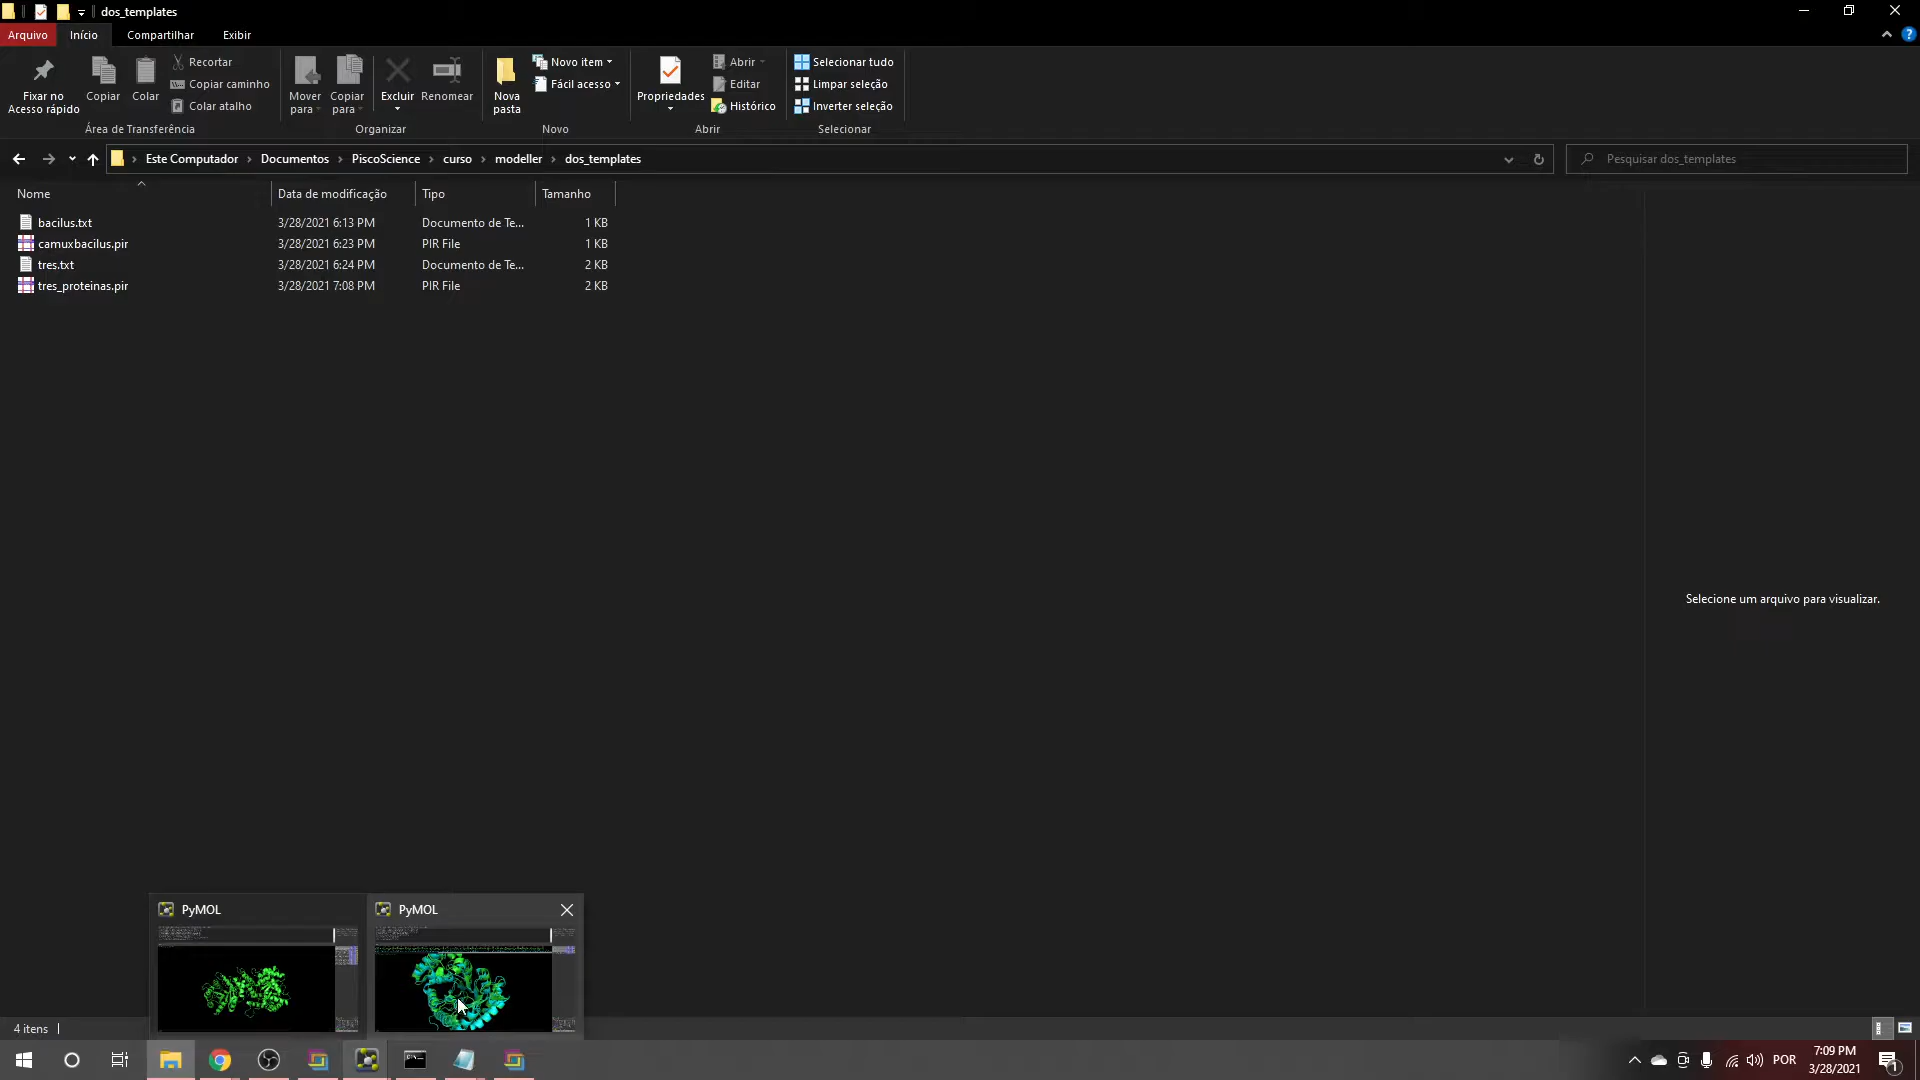 dos_templates
Arquivo Início Compartilhar Exibir
Fixar no Acesso rápido
Copiar
Colar
Recortar
Copiar caminho
Colar atalho
Área de Transferência
Mover para
Copiar para
Excluir
Renomear
Organizar
Nova pasta
Novo item
Fácil acesso
Novo
Propriedades
Abrir
Editar
Histórico
Abrir
Selecionar tudo
Limpar seleção
Inverter seleção
Selecionar
Este Computador Documentos PiscoScience curso modeller dos_templates
Pesquisar dos_templates
Nome Data de modificação Tipo Tamanho
bacilus.txt 3/28/2021 6:13 PM Documento de Te... 1 KB
camuxbacilus.pir 3/28/2021 6:23 PM PIR File 1 KB
tres.txt 3/28/2021 6:24 PM Documento de Te... 2 KB
tres_proteinas.pir 3/28/2021 7:08 PM PIR File 2 KB
Selecione um arquivo para visualizar.
PyMOL
PyMOL
4 itens
POR
7:09 PM
3/28/2021
1